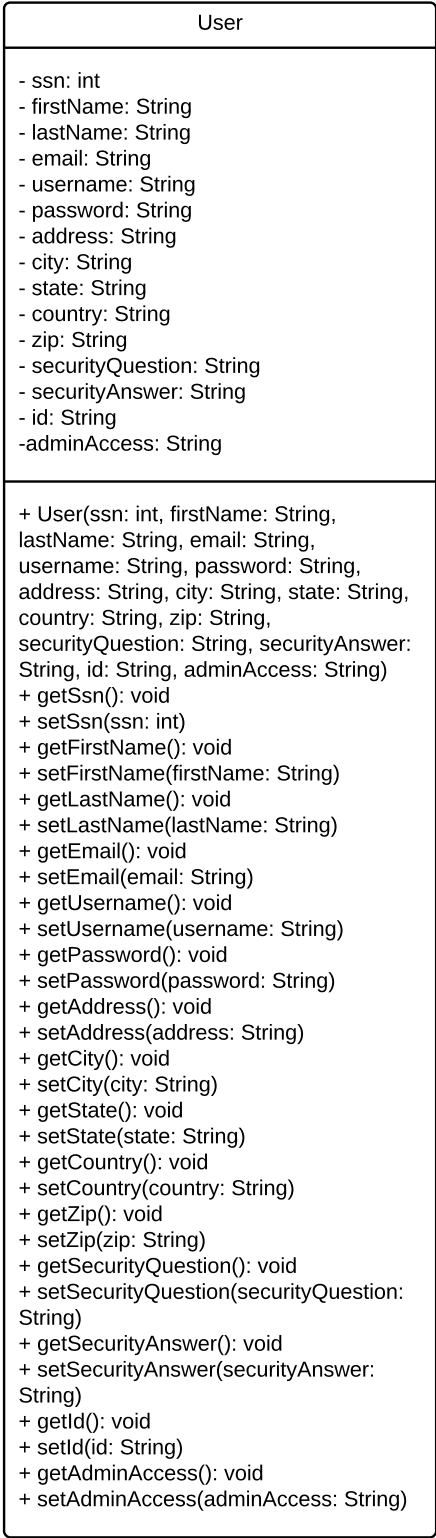 User
- ssn: int
- firstName: String
- lastName: String
- email: String
- username: String
- password: String
- address: String
- city: String
- state: String
- country: String
- zip: String
- securityQuestion: String
- securityAnswer: String
- id: String
-adminAccess: String
+ User(ssn: int, firstName: String,
lastName: String, email: String,
username: String, password: String,
address: String, city: String, state: String,
country: String, zip: String,
securityQuestion: String, securityAnswer:
String, id: String, adminAccess: String)
+ getSsn(): void
+ setSsn(ssn: int)
+ getFirstName(): void
+ setFirstName(firstName: String)
+ getLastName(): void
+ setLastName(lastName: String)
+ getEmail(): void
+ setEmail(email: String)
+ getUsername(): void
+ setUsername(username: String)
+ getPassword(): void
+ setPassword(password: String)
+ getAddress(): void
+ setAddress(address: String)
+ getCity(): void
+ setCity(city: String)
+ getState(): void
+ setState(state: String)
+ getCountry(): void
+ setCountry(country: String)
+ getZip(): void
+ setZip(zip: String)
+ getSecurityQuestion(): void
+ setSecurityQuestion(securityQuestion:
String)
+ getSecurityAnswer(): void
+ setSecurityAnswer(securityAnswer:
String)
+ getId(): void
+ setId(id: String)
+ getAdminAccess(): void
+ setAdminAccess(adminAccess: String)